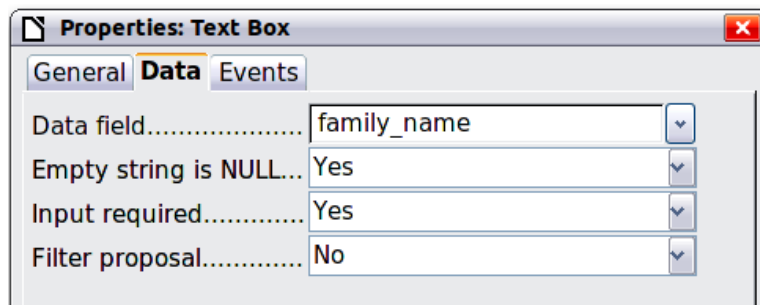 Properties: Text Box
General Data Events
Data field.................... family_name
Empty string is NULL... Yes
Input required............. Yes
Filter proposal............. No